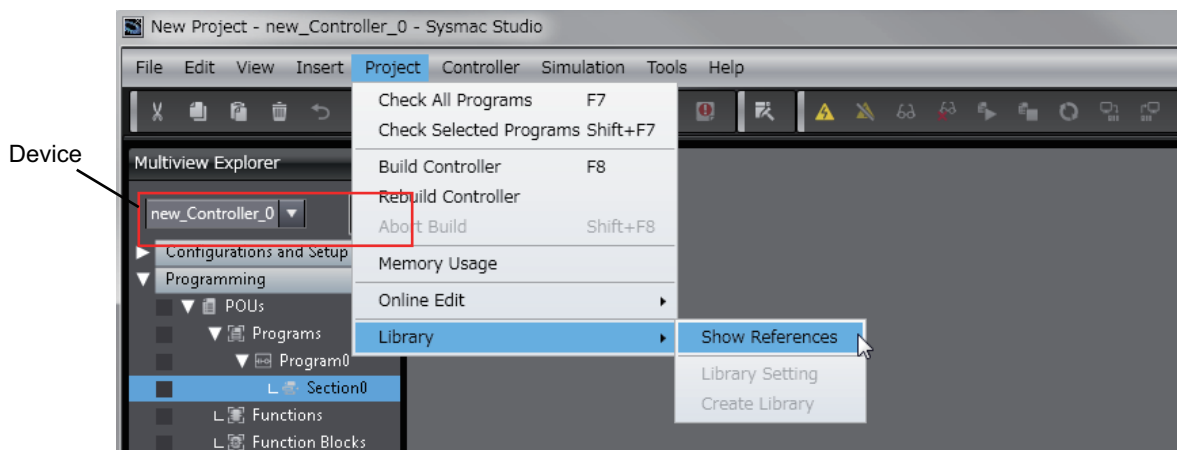 New Project - new_Controller_0 - Sysmac Studio
File Edit View Insert Project Controller Simulation Tools Help
Check All Programs F7
Check Selected Programs Shift+F7
Device
Multiview Explorer
Build Controller F8
Rebuild Controller
new_Controller_0
Abort Build Shift+F8
Configurations and Setup
Memory Usage
Programming
Online Edit
POUs
Programs
Library
Show References
Program0
Library Setting
Section0
Create Library
Functions
Function Blocks